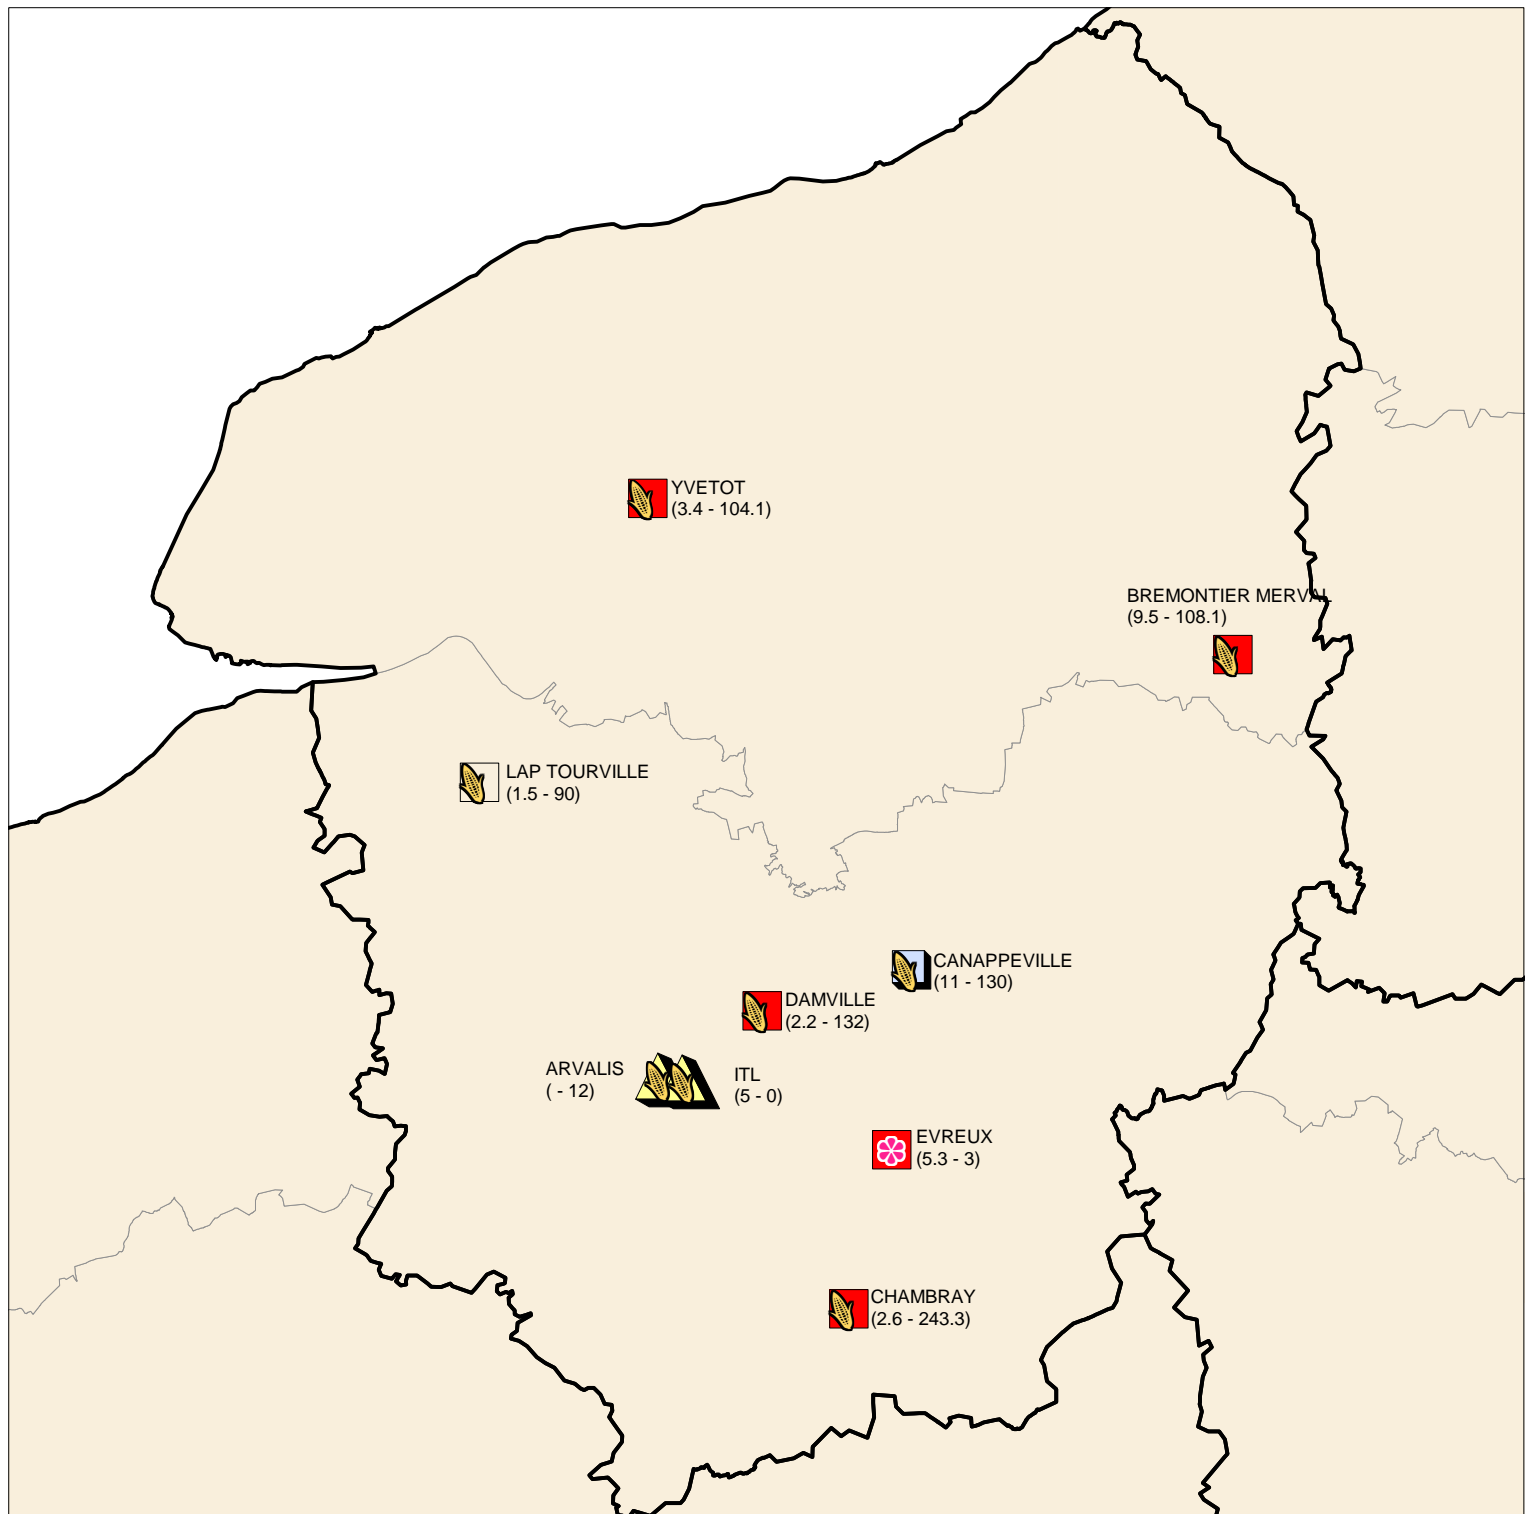 YVETOT
(3.4 - 104.1)
BREMONTIER MERVAL
(9.5 - 108.1)
LAP TOURVILLE
(1.5 - 90)
CANAPPEVILLE
(11 - 130)
DAMVILLE
(2.2 - 132)
ARVALIS
( - 12)
ITL
(5 - 0)
EVREUX
(5.3 - 3)
CHAMBRAY
(2.6 - 243.3)